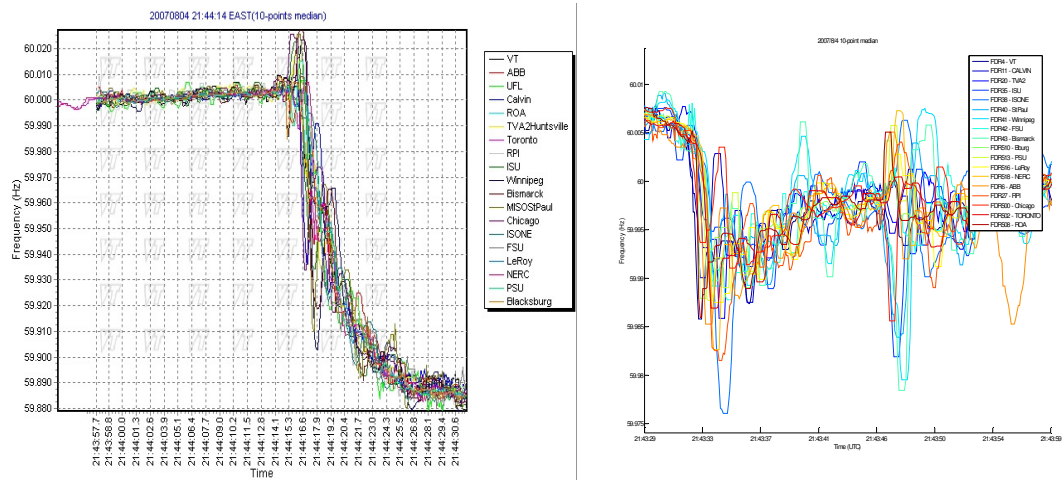 20070804 21:44:14 EAST(10-points median)
Frequency (Hz)
60.020
60.010
60.000
59.990
59.980
59.970
59.960
59.950
59.940
59.930
59.920
59.910
59.900
59.890
59.880
21:43:57.7
21:43:58.8
21:44:00.0
21:44:01.3
21:44:02.6
21:44:03.9
21:44:05.1
21:44:06.4
21:44:07.7
21:44:09.0
21:44:10.2
21:44:11.5
21:44:12.8
21:44:14.1
21:44:15.3
21:44:16.6
21:44:17.9
21:44:19.2
21:44:20.4
21:44:21.7
21:44:23.0
21:44:24.3
21:44:25.5
21:44:26.8
21:44:28.1
21:44:29.4
21:44:30.6
Time
VT
ABB
UFL
Calvin
ROA
TVA2Huntsville
Toronto
RPI
ISU
Winnipeg
Bismarck
MISOStPaul
Chicago
ISONE
FSU
LeRoy
NERC
PSU
Blacksburg
2007/8/4 10-point median
Frequency (Hz)
60.01
60.005
60
59.995
59.99
59.985
59.98
59.975
21:43:29
21:43:33
21:43:37
21:43:41
21:43:46
21:43:50
21:43:54
21:43:59
Time (UTC)
FDR4 - VT
FDR11 - CALVIN
FDR20 - TVA2
FDR35 - ISU
FDR38 - ISONE
FDR40 - StPaul
FDR41 - Winnipeg
FDR42 - FSU
FDR43 - Bismarck
FDR510 - Bburg
FDR513 - PSU
FDR516 - LeRoy
FDR518 - NERC
FDR6 - ABB
FDR27 - RPI
FDR500 - Chicago
FDR502 - TORONTO
FDR508 - ROA